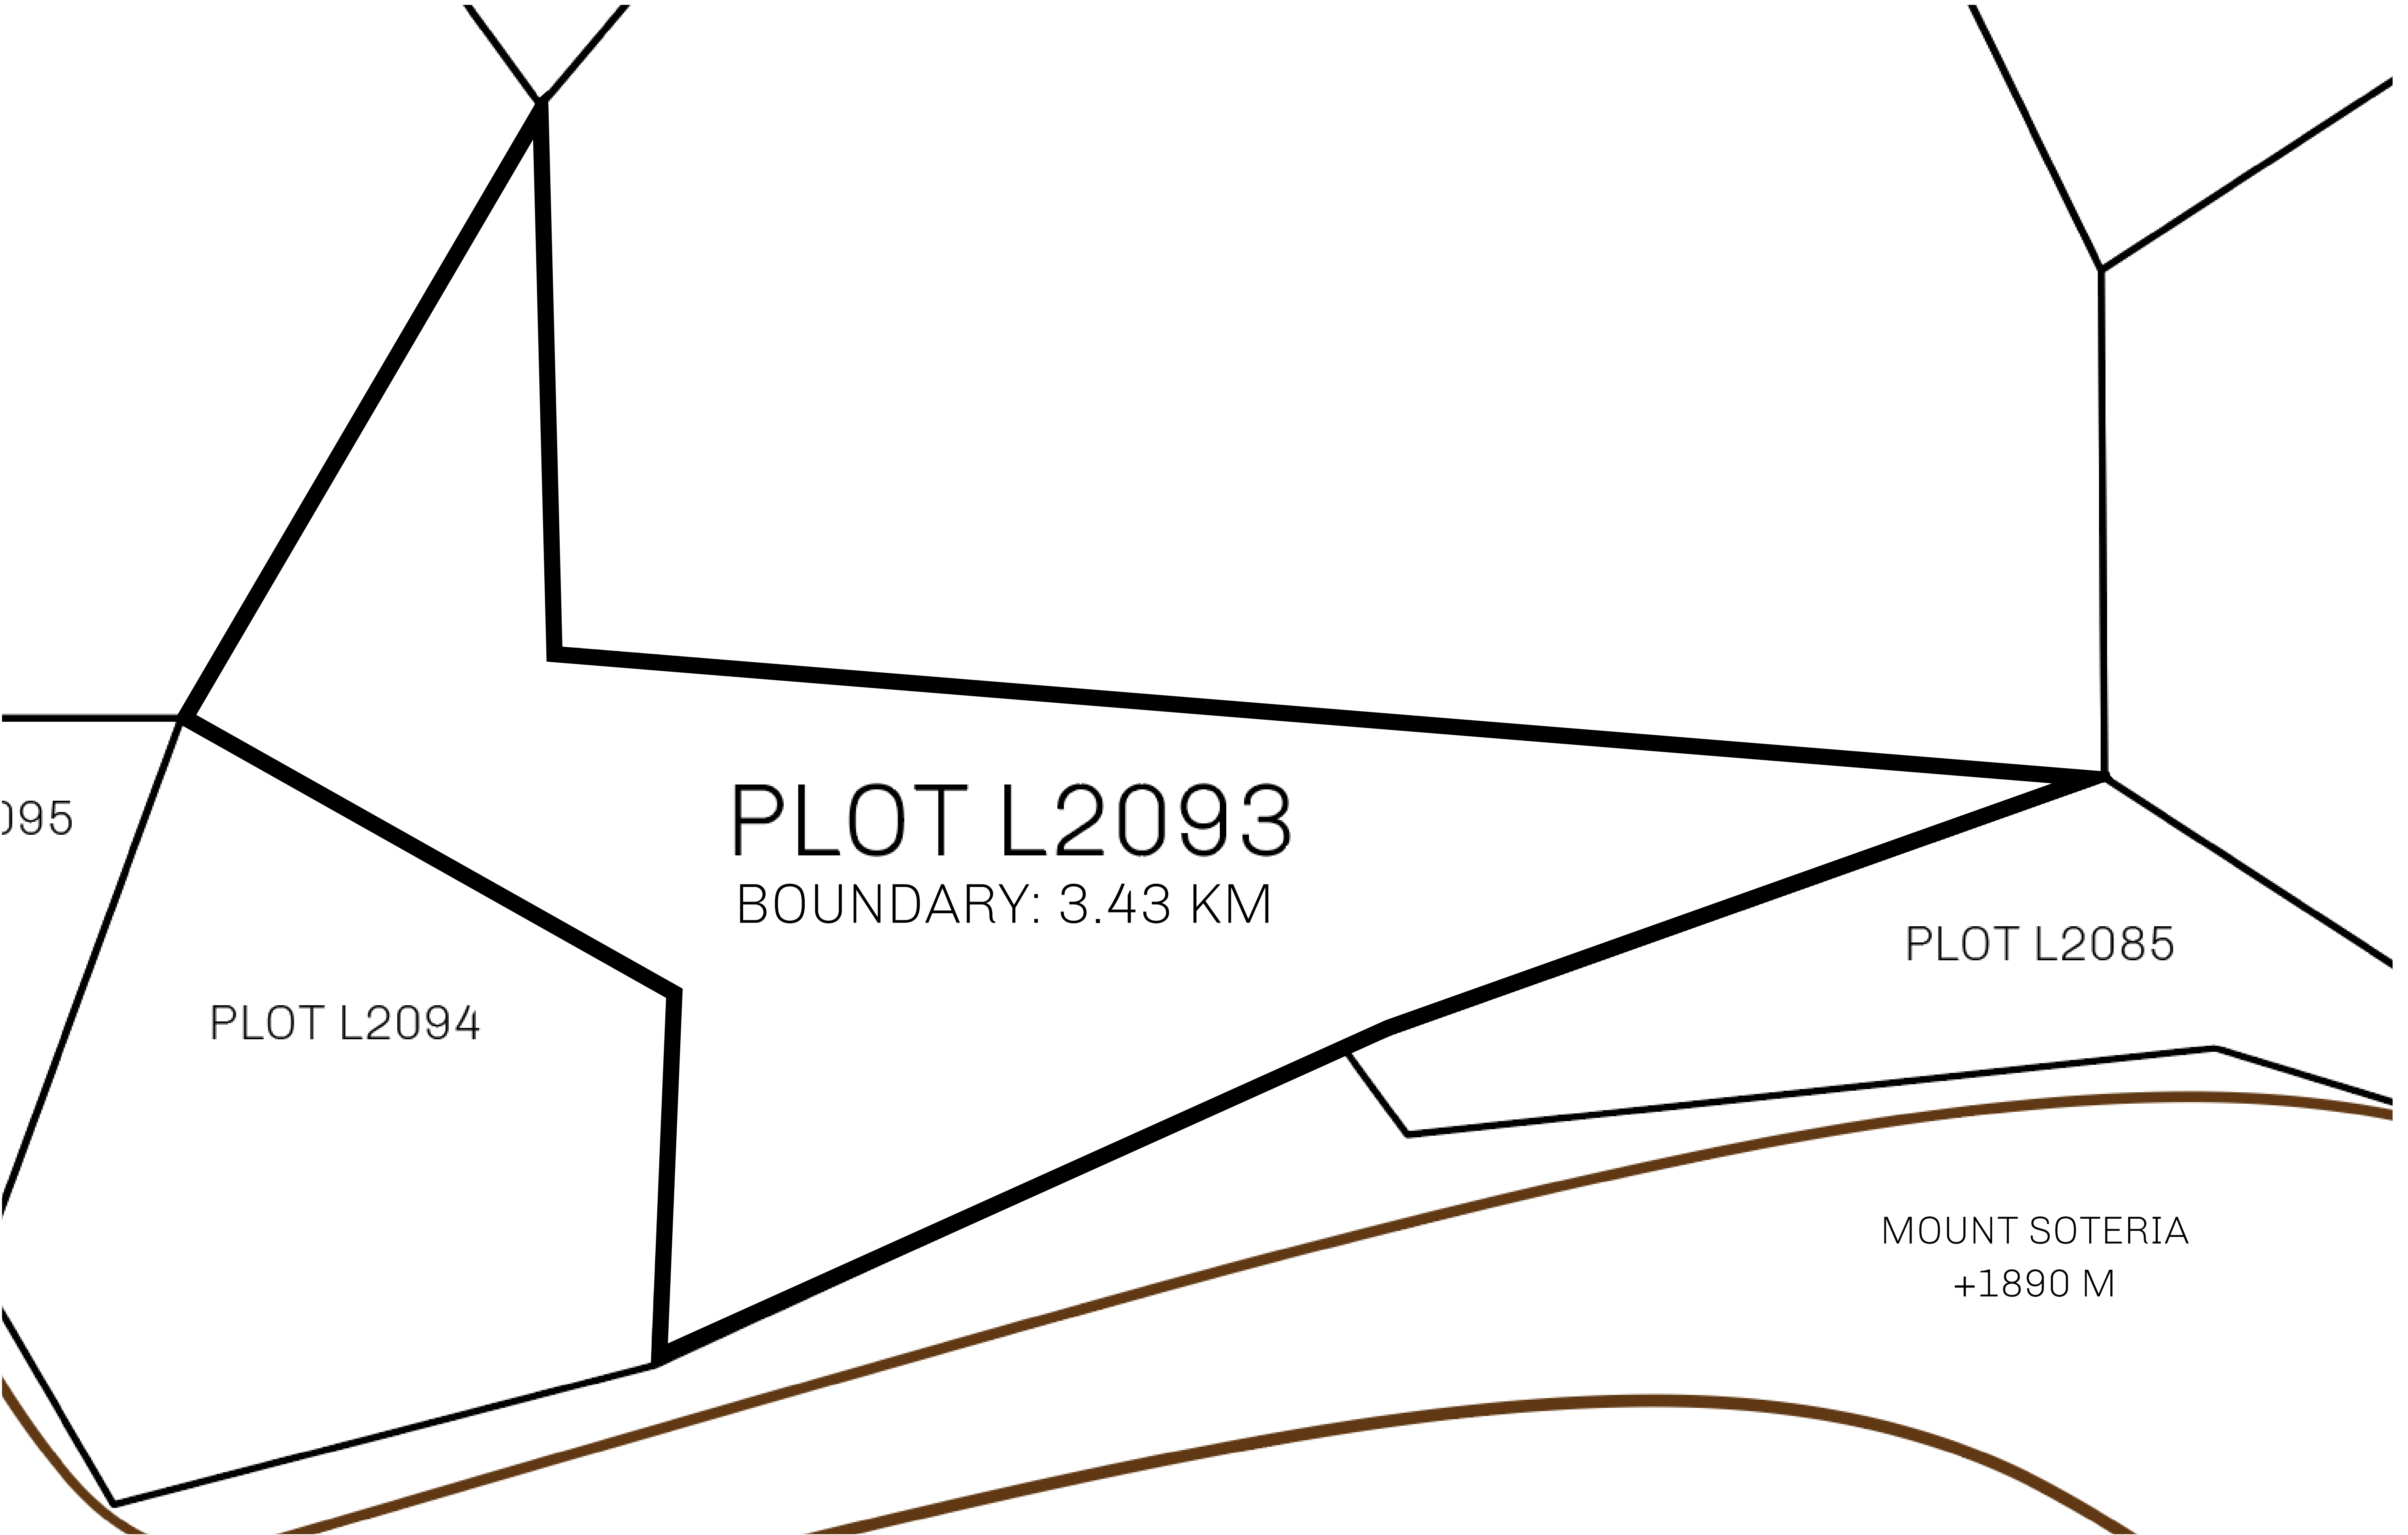 PLOT L2093
BOUNDARY: 3.43 KM
095
PLOT L2085
PLOT L2094
MOUNT SOTERIA
+1890 M